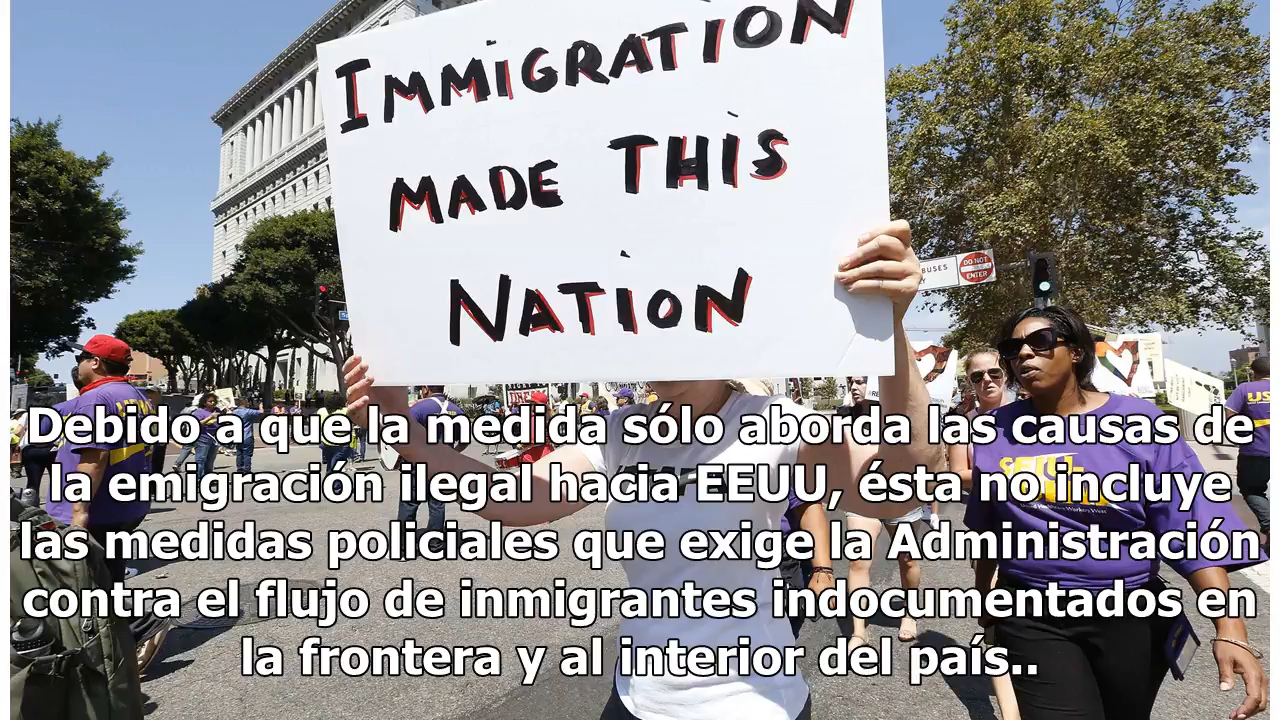 IMMIGRATION
MADE THIS
NATION
BUSES
DO NOT
ENTER
Debido a que la medida sólo aborda las causas de
la emigración ilegal hacia EEUU, ésta no incluye
las medidas policiales que exige la Administración
contra el flujo de inmigrantes indocumentados en
la frontera y al interior del país..